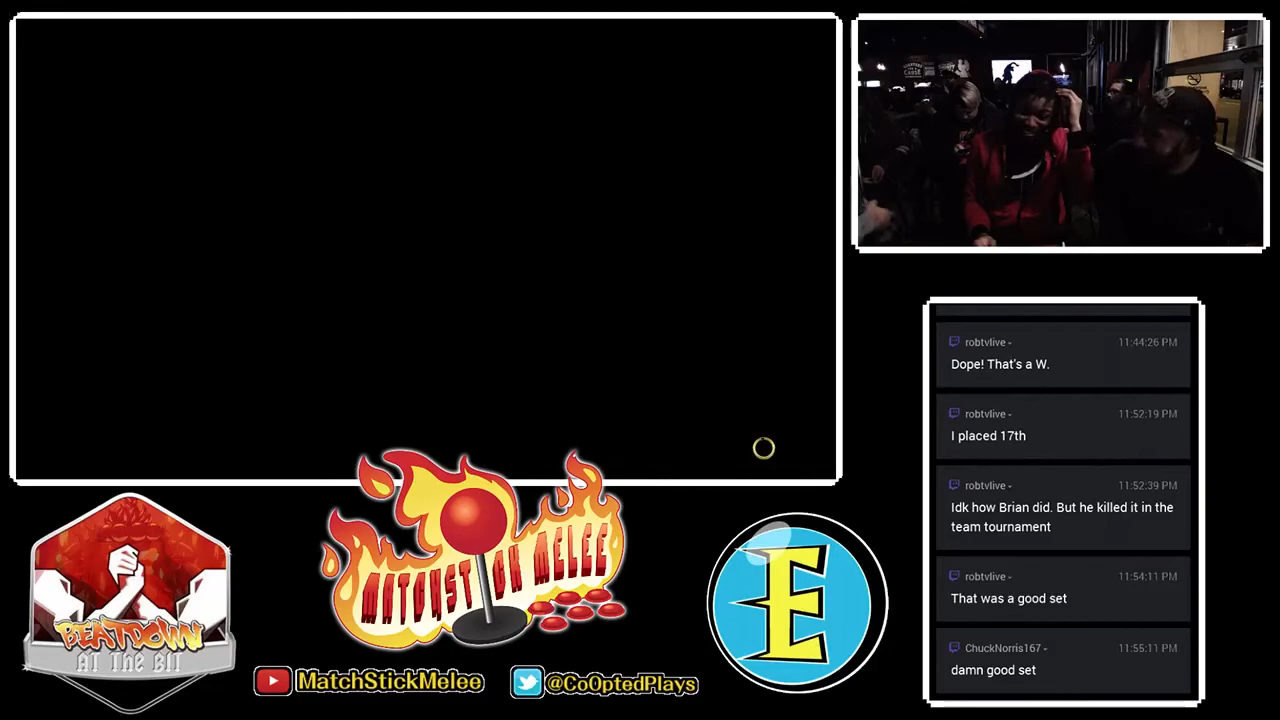 robtvlive
11:44:26 PM
Dope! That's a W.
robtvlive
11:52:19 PM
I placed 17th
robtvlive
11:52:39 PM
Idk how Brian did. But he killed it in the
team tournament
robtvlive
11:54:11 PM
That was a good set
ChuckNorris167
11:55:11 PM
damn good set
BEATDOWN
AT THE BIT
MATCHSTICK MELEE
E
MatchStickMelee
@CoOptedPlays